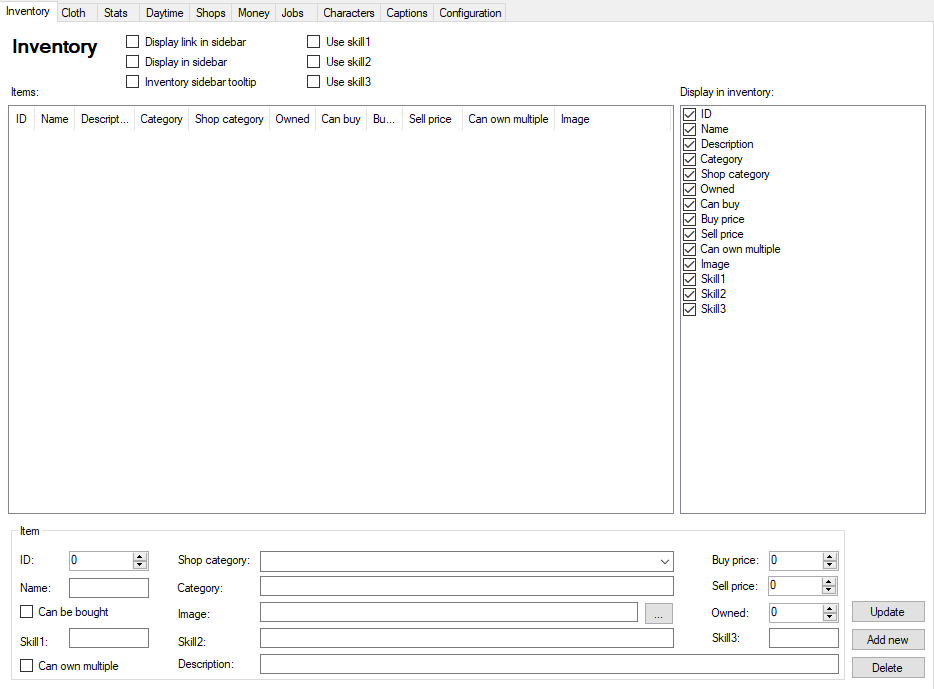 Inventory Cloth Stats Daytime Shops Money Jobs Characters Captions Configuration
Inventory
Display link in sidebar
Display in sidebar
Inventory sidebar tooltip
Use skill1
Use skill2
Use skill3
Items:
ID Name Descript... Category Shop category Owned Can buy Bu... Sell price Can own multiple Image
Display in inventory:
ID
Name
Description
Category
Shop category
Owned
Can buy
Buy price
Sell price
Can own multiple
Image
Skill1
Skill2
Skill3
Item
ID: 0 Shop category: Buy price: 0
Name: Category: Sell price: 0
Can be bought Image: ... Owned: 0 Update
Skill1: Skill2: Skill3: Add new
Can own multiple Description: Delete